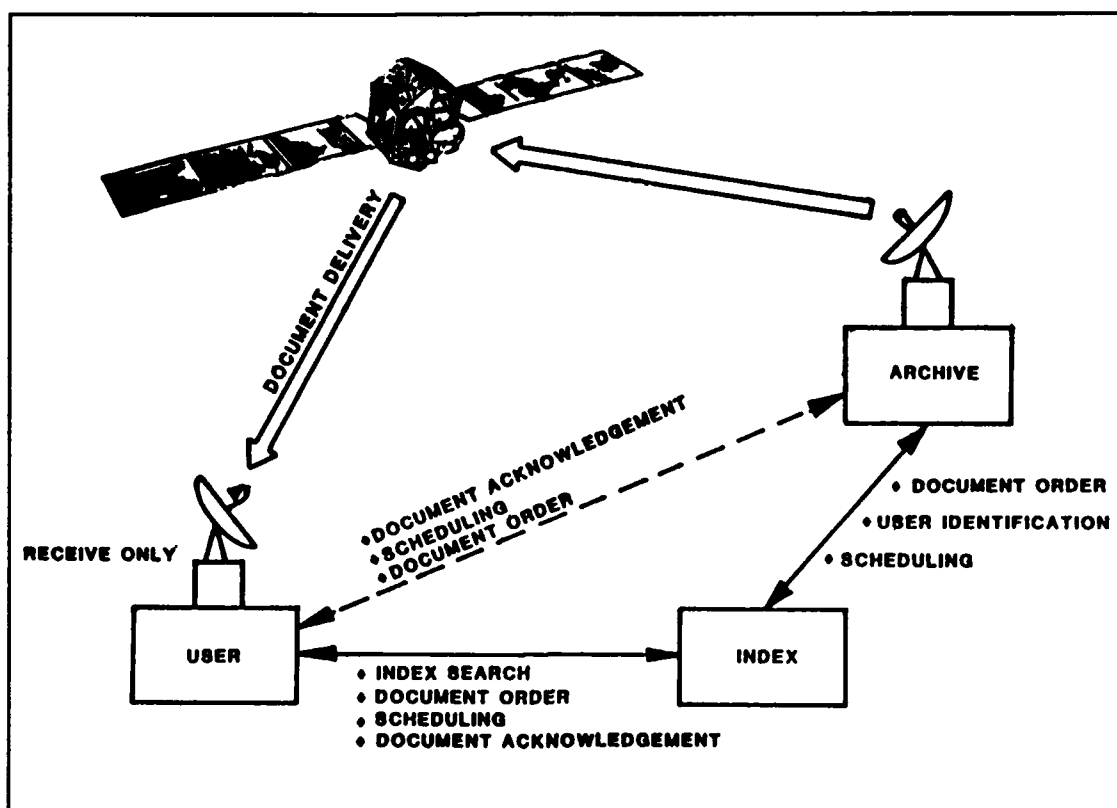 DOCUMENT DELIVERY
ARCHIVE
• DOCUMENT ACKNOWLEDGEMENT
• SCHEDULING
• DOCUMENT ORDER
• DOCUMENT ORDER
• USER IDENTIFICATION
• SCHEDULING
RECEIVE ONLY
USER
INDEX
• INDEX SEARCH
• DOCUMENT ORDER
• SCHEDULING
• DOCUMENT ACKNOWLEDGEMENT